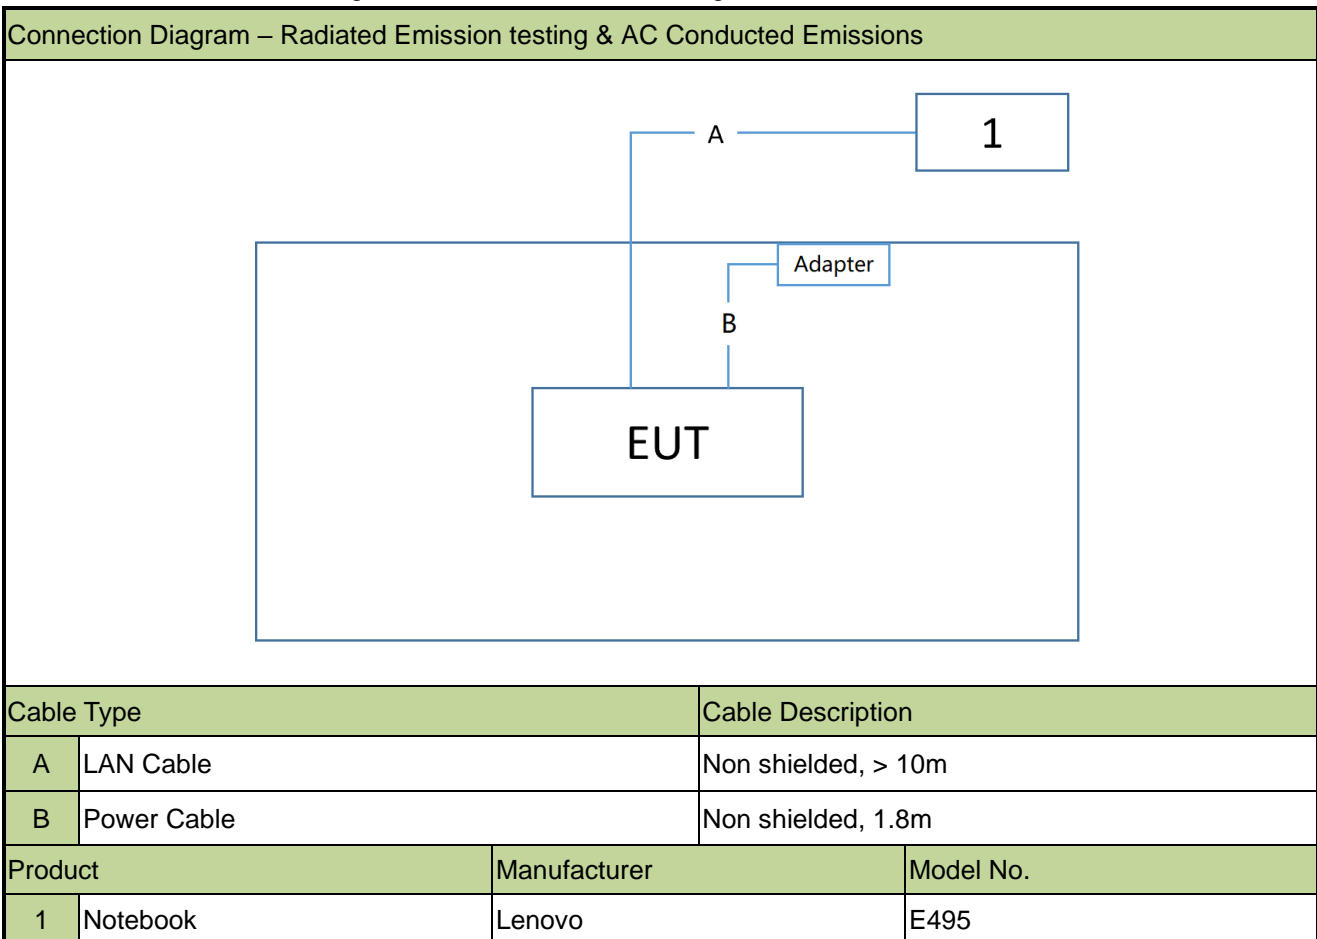 Connection Diagram – Radiated Emission testing & AC Conducted Emissions
A
1
Adapter
B
EUT
Cable Type Cable Description
A LAN Cable Non shielded, > 10m
B Power Cable Non shielded, 1.8m
Product Manufacturer Model No.
1 Notebook Lenovo E495